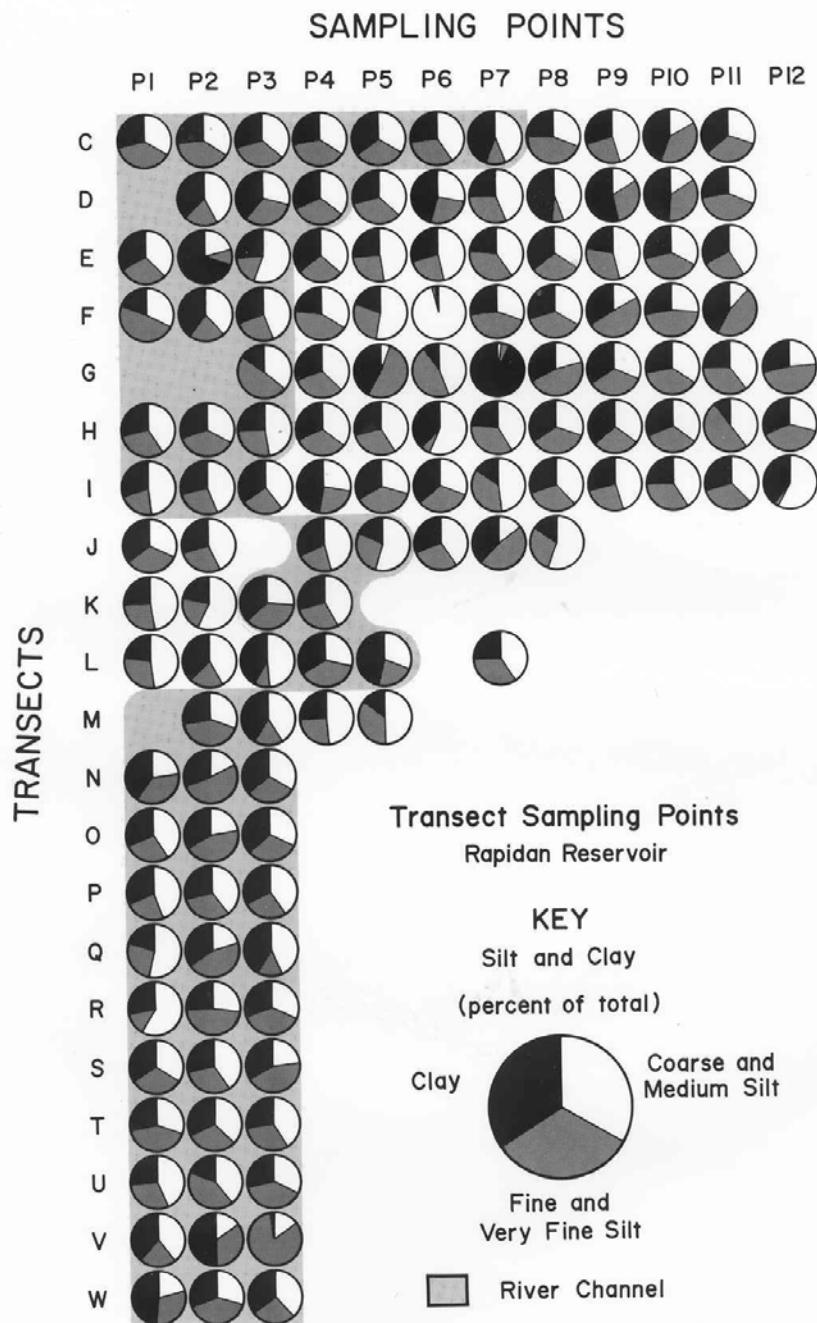 SAMPLING POINTS
P1 P2 P3 P4 P5 P6 P7 P8 P9 P10 P11 P12
C
D
E
F
G
H
I
J
K
L
M
N
O
P
Q
R
S
T
U
V
W
TRANSECTS
Transect Sampling Points
Rapidan Reservoir
KEY
Silt and Clay
(percent of total)
Clay
Coarse and
Medium Silt
Fine and
Very Fine Silt
River Channel